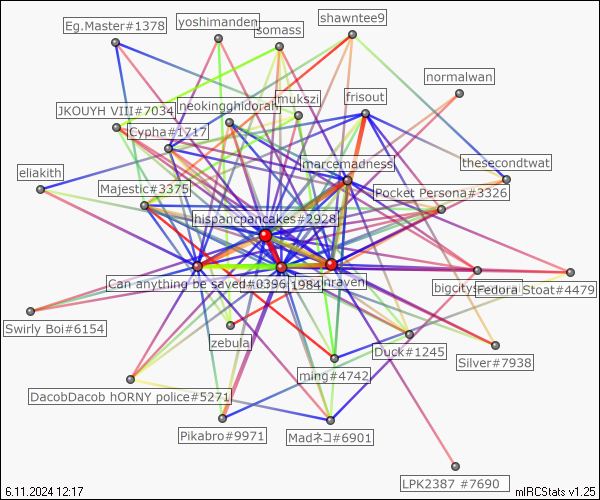 yoshimanden
shawntee9
Eg.Master#1378
somass
normalwan
mukszi
frisout
JKOUYH VIII#7034
neokingghidorah
Cypha#1717
marcemadness
thesecondtwat
eliakith
Majestic#3375
Pocket Persona#3326
hispancpancakes#2928
Can anything be saved#0396
1984
nraven
bigcitys
Fedora Stoat#4479
Swirly Boi#6154
zebula
Duck#1245
Silver#7938
ming#4742
DacobDacob hORNY police#5271
Pikabro#9971
Madネコ#6901
LPK2387 #7690
6.11.2024 12:17
mIRCStats v1.25